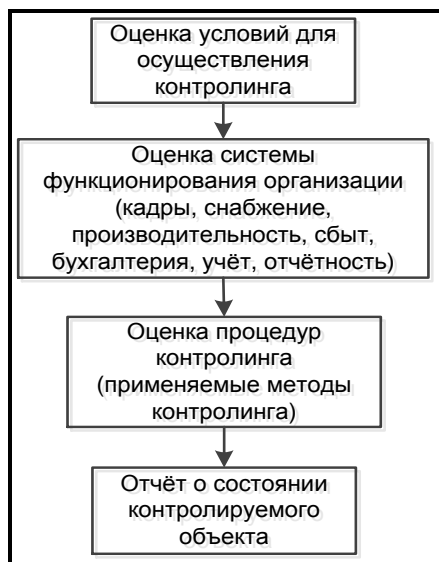 Оценка условий для
осуществления
контролинга
Оценка системы
функционирования организации
(кадры, снабжение,
производительность, сбыт,
бухгалтерия, учёт, отчётность)
Оценка процедур
контролинга
(применяемые методы
контролинга)
Отчёт о состоянии
контролируемого
объекта